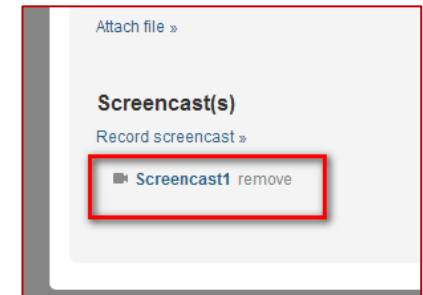 Attach file »
Screencast(s)
Record screencast »
Screencast1 remove